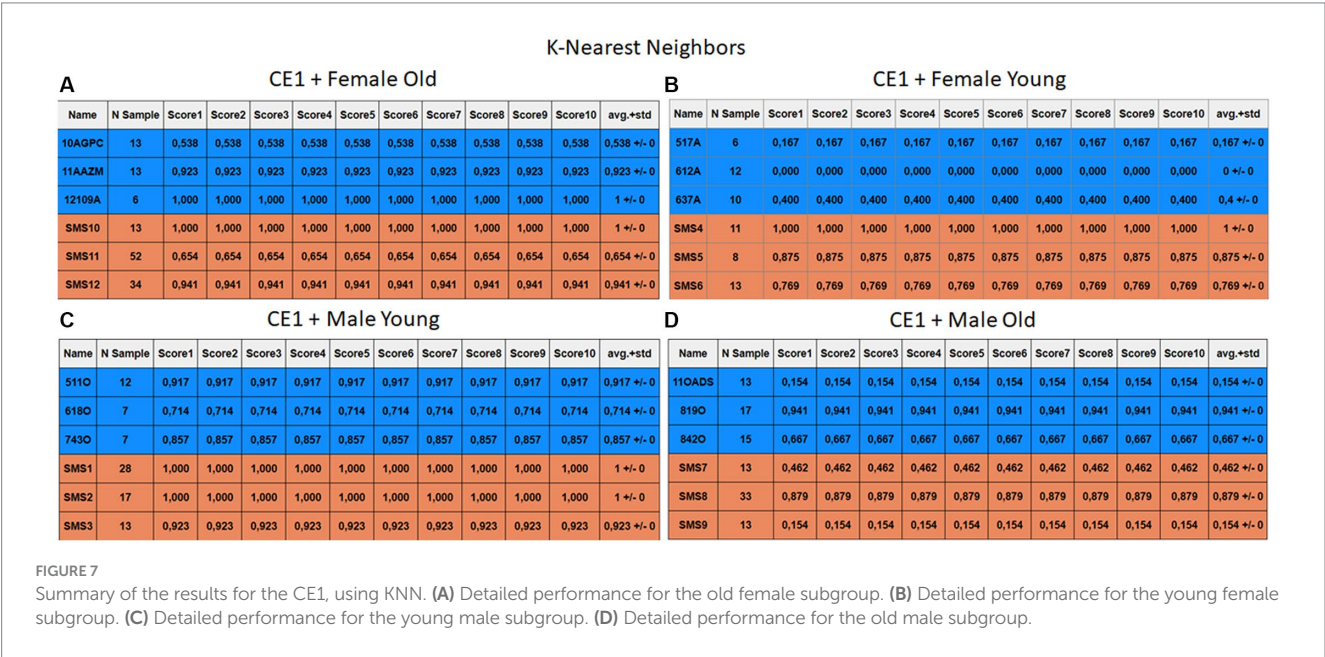 K-Nearest Neighbors
A
CE1 + Female Old
Name N Sample Score1 Score2 Score3 Score4 Score5 Score6 Score7 Score8 Score9 Score10 avg.+std
10AGPC 13 0,538 0,538 0,538 0,538 0,538 0,538 0,538 0,538 0,538 0,538 0,538 +/- 0
11AAZM 13 0,923 0,923 0,923 0,923 0,923 0,923 0,923 0,923 0,923 0,923 0,923 +/- 0
12109A 6 1,000 1,000 1,000 1,000 1,000 1,000 1,000 1,000 1,000 1,000 1 +/- 0
SMS10 13 1,000 1,000 1,000 1,000 1,000 1,000 1,000 1,000 1,000 1,000 1 +/- 0
SMS11 52 0,654 0,654 0,654 0,654 0,654 0,654 0,654 0,654 0,654 0,654 0,654 +/- 0
SMS12 34 0,941 0,941 0,941 0,941 0,941 0,941 0,941 0,941 0,941 0,941 0,941 +/- 0
B
CE1 + Female Young
Name N Sample Score1 Score2 Score3 Score4 Score5 Score6 Score7 Score8 Score9 Score10 avg.+std
517A 6 0,167 0,167 0,167 0,167 0,167 0,167 0,167 0,167 0,167 0,167 0,167 +/- 0
612A 12 0,000 0,000 0,000 0,000 0,000 0,000 0,000 0,000 0,000 0,000 0 +/- 0
637A 10 0,400 0,400 0,400 0,400 0,400 0,400 0,400 0,400 0,400 0,400 0,4 +/- 0
SMS4 11 1,000 1,000 1,000 1,000 1,000 1,000 1,000 1,000 1,000 1,000 1 +/- 0
SMS5 8 0,875 0,875 0,875 0,875 0,875 0,875 0,875 0,875 0,875 0,875 0,875 +/- 0
SMS6 13 0,769 0,769 0,769 0,769 0,769 0,769 0,769 0,769 0,769 0,769 0,769 +/- 0
C
CE1 + Male Young
Name N Sample Score1 Score2 Score3 Score4 Score5 Score6 Score7 Score8 Score9 Score10 avg.+std
511O 12 0,917 0,917 0,917 0,917 0,917 0,917 0,917 0,917 0,917 0,917 0,917 +/- 0
618O 7 0,714 0,714 0,714 0,714 0,714 0,714 0,714 0,714 0,714 0,714 0,714 +/- 0
743O 7 0,857 0,857 0,857 0,857 0,857 0,857 0,857 0,857 0,857 0,857 0,857 +/- 0
SMS1 28 1,000 1,000 1,000 1,000 1,000 1,000 1,000 1,000 1,000 1,000 1 +/- 0
SMS2 17 1,000 1,000 1,000 1,000 1,000 1,000 1,000 1,000 1,000 1,000 1 +/- 0
SMS3 13 0,923 0,923 0,923 0,923 0,923 0,923 0,923 0,923 0,923 0,923 0,923 +/- 0
D
CE1 + Male Old
Name N Sample Score1 Score2 Score3 Score4 Score5 Score6 Score7 Score8 Score9 Score10 avg.+std
11OADS 13 0,154 0,154 0,154 0,154 0,154 0,154 0,154 0,154 0,154 0,154 0,154 +/- 0
819O 17 0,941 0,941 0,941 0,941 0,941 0,941 0,941 0,941 0,941 0,941 0,941 +/- 0
842O 15 0,667 0,667 0,667 0,667 0,667 0,667 0,667 0,667 0,667 0,667 0,667 +/- 0
SMS7 13 0,462 0,462 0,462 0,462 0,462 0,462 0,462 0,462 0,462 0,462 0,462 +/- 0
SMS8 33 0,879 0,879 0,879 0,879 0,879 0,879 0,879 0,879 0,879 0,879 0,879 +/- 0
SMS9 13 0,154 0,154 0,154 0,154 0,154 0,154 0,154 0,154 0,154 0,154 0,154 +/- 0
FIGURE 7
Summary of the results for the CE1, using KNN. (A) Detailed performance for the old female subgroup. (B) Detailed performance for the young female
subgroup. (C) Detailed performance for the young male subgroup. (D) Detailed performance for the old male subgroup.